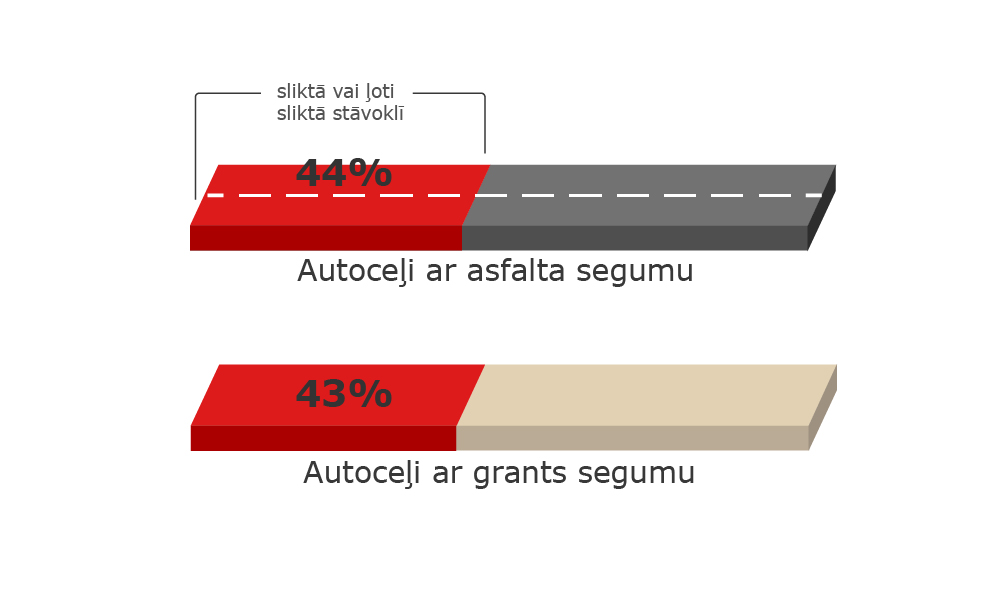 sliktā vai ļoti
sliktā stāvoklī
44%
Autoceļi ar asfalta segumu
43%
Autoceļi ar grants segumu